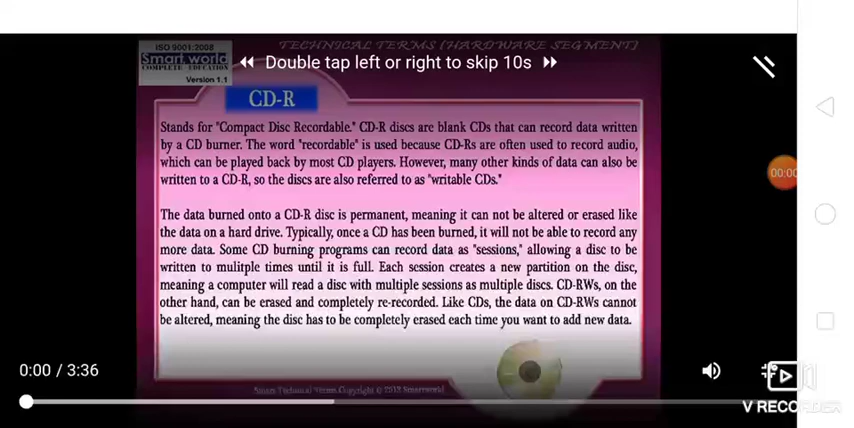 TECHNICAL TERMS (HARDWARE SEGMENT)
ISO 9001:2008
Smart world
COMPLETE EDUCATION
Version 1.1
Double tap left or right to skip 10s
CD-R
Stands for "Compact Disc Recordable." CD-R discs are blank CDs that can record data written
by a CD burner. The word "recordable" is used because CD-Rs are often used to record audio,
which can be played back by most CD players. However, many other kinds of data can also be
written to a CD-R, so the discs are also referred to as "writable CDs."
The data burned onto a CD-R disc is permanent, meaning it can not be altered or erased like
the data on a hard drive. Typically, once a CD has been burned, it will not be able to record any
more data. Some CD burning programs can record data as "sessions," allowing a disc to be
written to mulitple times until it is full. Each session creates a new partition on the disc,
meaning a computer will read a disc with multiple sessions as multiple discs. CD-RWs, on the
other hand, can be erased and completely re-recorded. Like CDs, the data on CD-RWs cannot
be altered, meaning the disc has to be completely erased each time you want to add new data.
00:00
0:00 / 3:36
Smart Technical Terms Copyright © 2012 Smartworld
V RECORDER